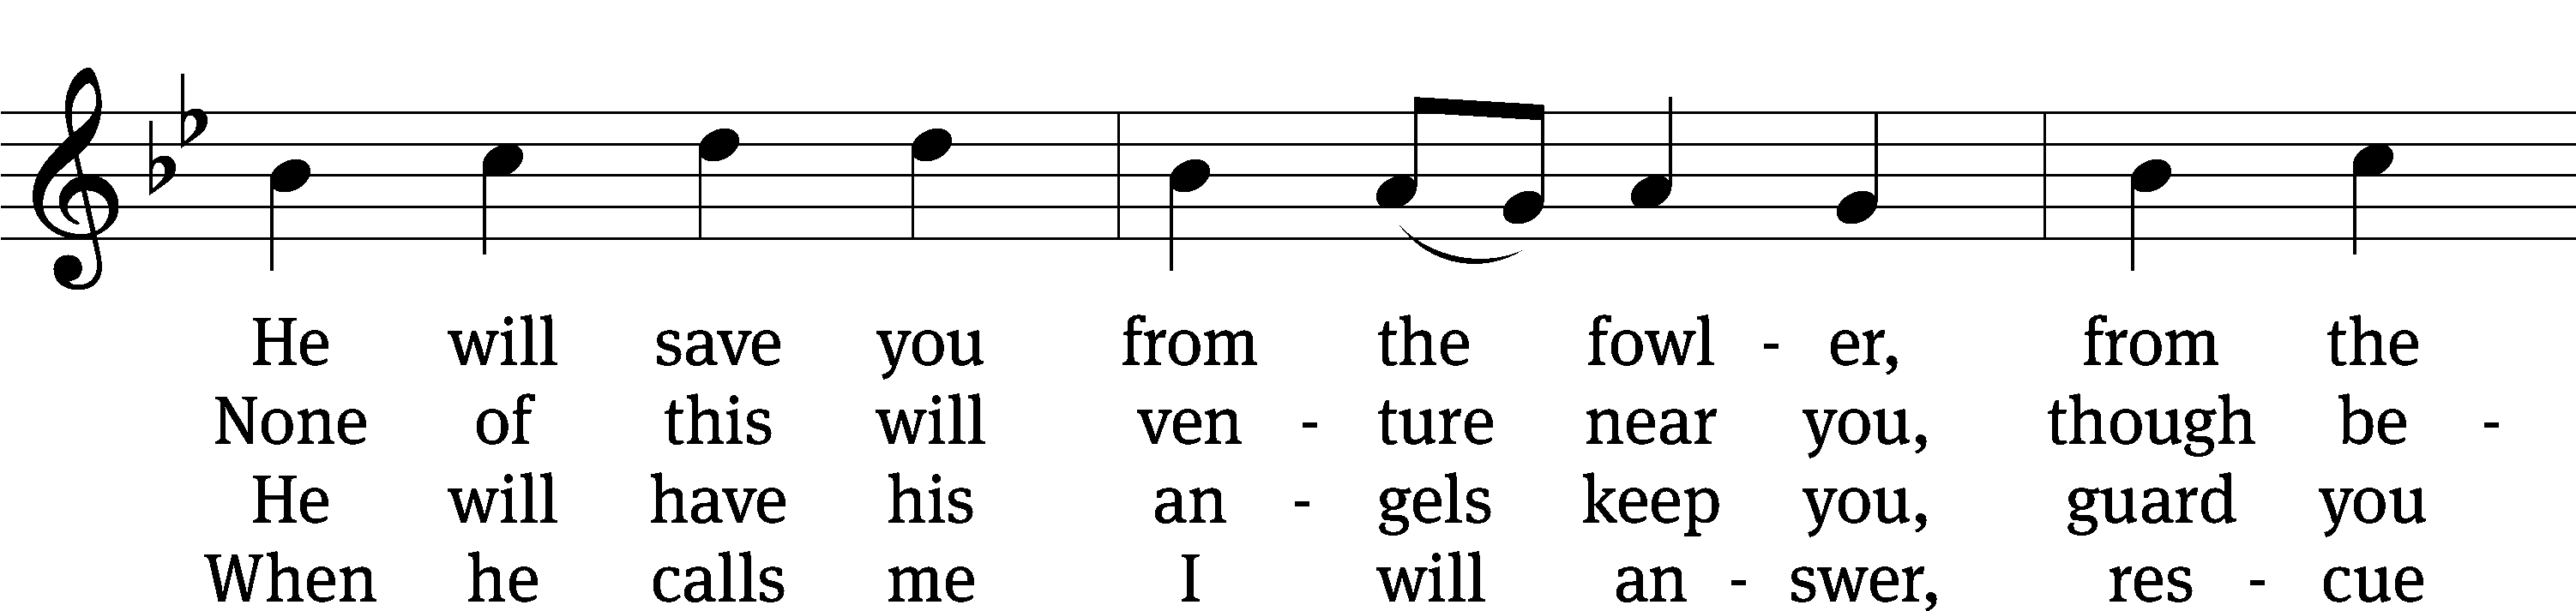 He will save you from the fowl - er, from the
None of this will ven - ture near you, though be -
He will have his an - gels keep you, guard you
When he calls me I will an - swer, res - cue